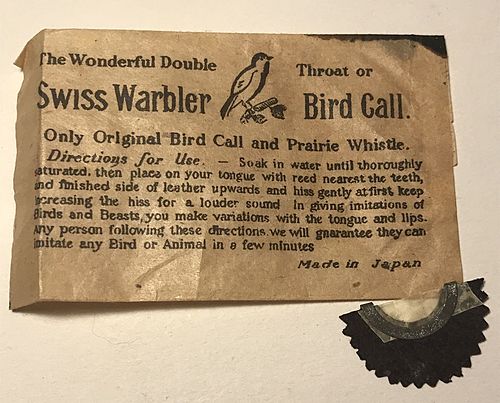 The Wonderful Double Throat or
Swiss Warbler Bird Call.
Only Original Bird Call and Prairie Whistle.
Directions for Use. — Soak in water until thoroughly
saturated, then place on your tongue with reed nearest the teeth,
and finished side of leather upwards and hiss gently at first keep
increasing the hiss for a louder sound In giving imitations of
Birds and Beasts, you make variations with the tongue and lips.
Any person following these directions, we will gnarantee they can
imitate any Bird or Animal in a few minutes
Made in Japan